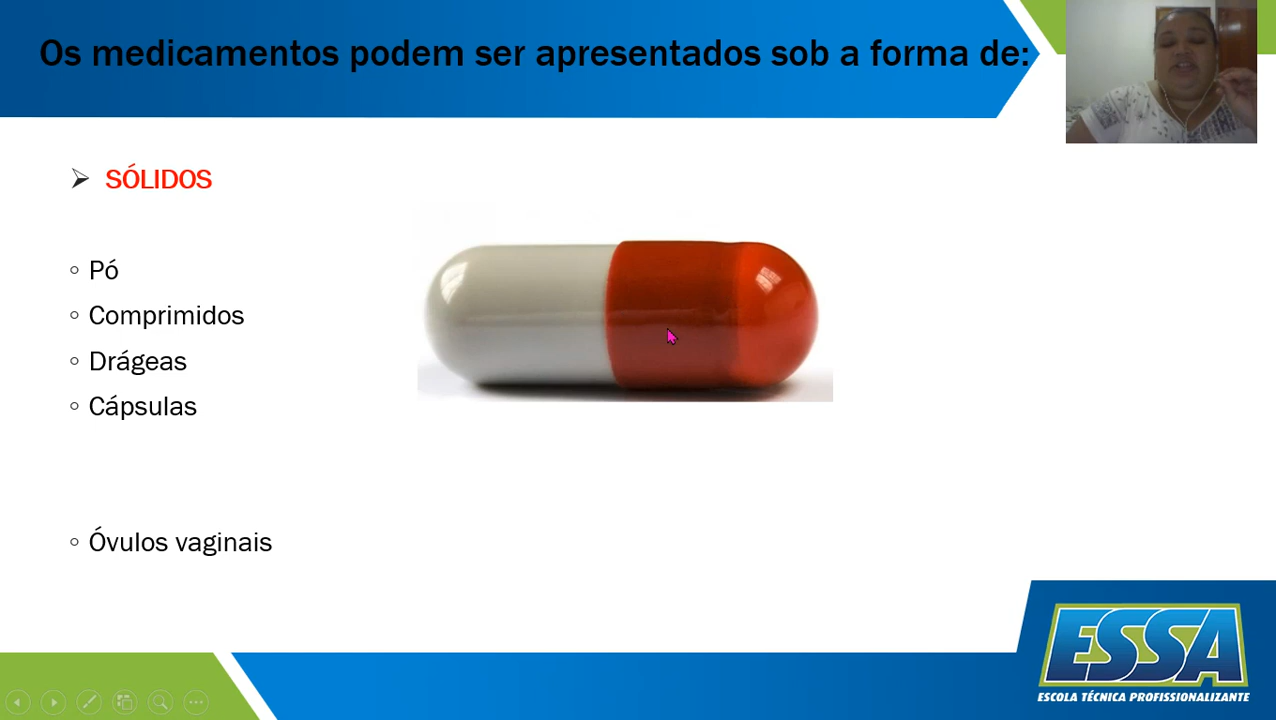 Os medicamentos podem ser apresentados sob a forma de:
SÓLIDOS
Pó
Comprimidos
Drágeas
Cápsulas
Óvulos vaginais
ESSA
ESCOLA TÉCNICA PROFISSIONALIZANTE